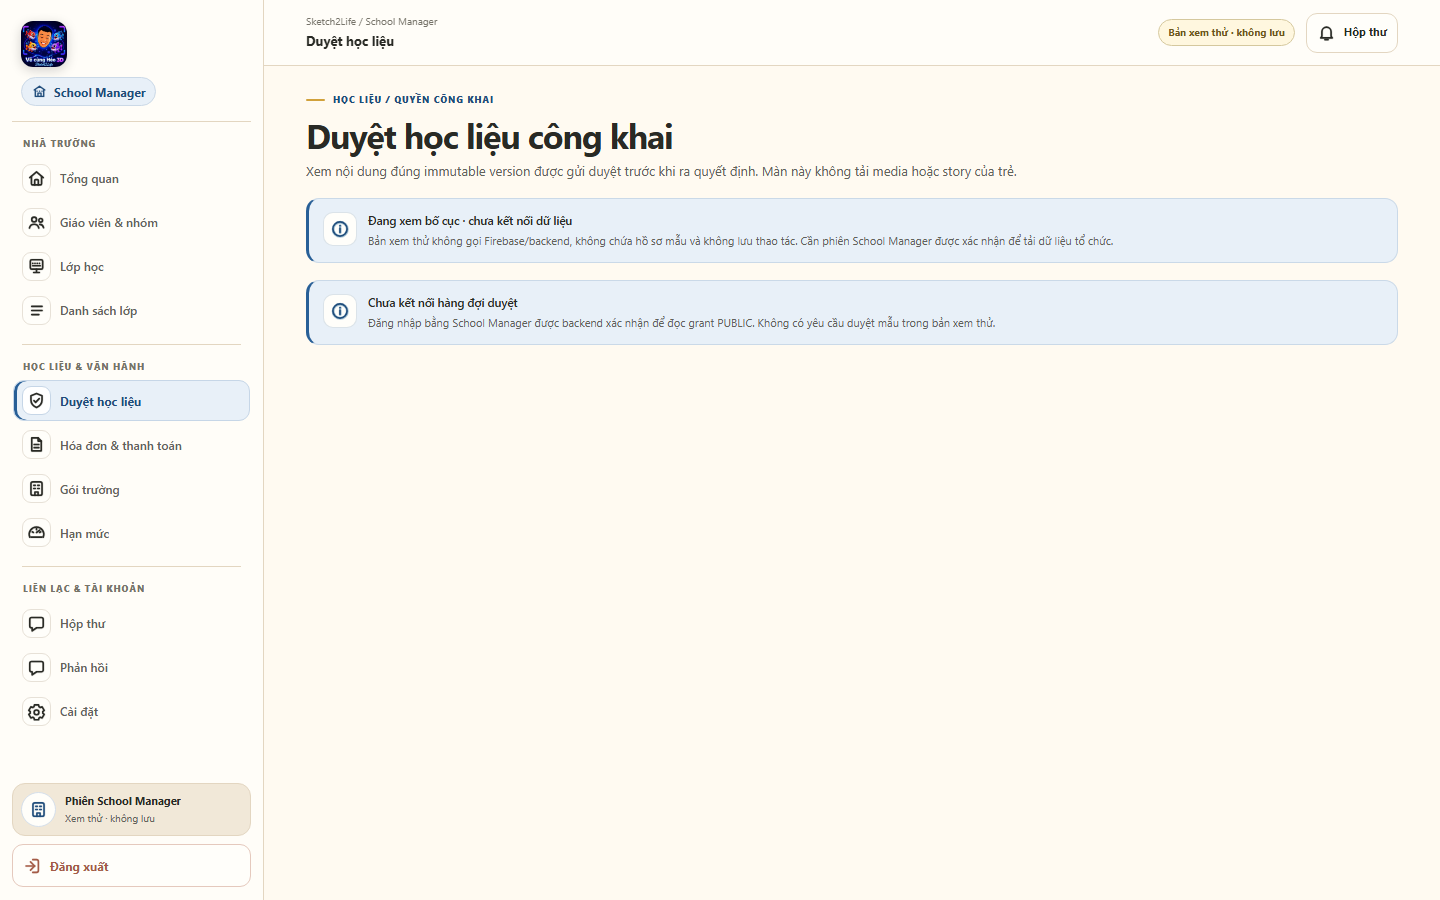 Vẽ cùng Héo 3D
School Manager
NHÀ TRƯỜNG
Tổng quan
Giáo viên & nhóm
Lớp học
Danh sách lớp
HỌC LIỆU & VẬN HÀNH
Duyệt học liệu
Hóa đơn & thanh toán
Gói trường
Hạn mức
LIÊN LẠC & TÀI KHOẢN
Hộp thư
Phản hồi
Cài đặt
Phiên School Manager
Xem thử · không lưu
Đăng xuất
Sketch2Life / School Manager
Duyệt học liệu
Bản xem thử · không lưu
Hộp thư
HỌC LIỆU / QUYỀN CÔNG KHAI
Duyệt học liệu công khai
Xem nội dung đúng immutable version được gửi duyệt trước khi ra quyết định. Màn này không tải media hoặc story của trẻ.
Đang xem bố cục · chưa kết nối dữ liệu
Bản xem thử không gọi Firebase/backend, không chứa hồ sơ mẫu và không lưu thao tác. Cần phiên School Manager được xác nhận để tải dữ liệu tổ chức.
Chưa kết nối hàng đợi duyệt
Đăng nhập bằng School Manager được backend xác nhận để đọc grant PUBLIC. Không có yêu cầu duyệt mẫu trong bản xem thử.